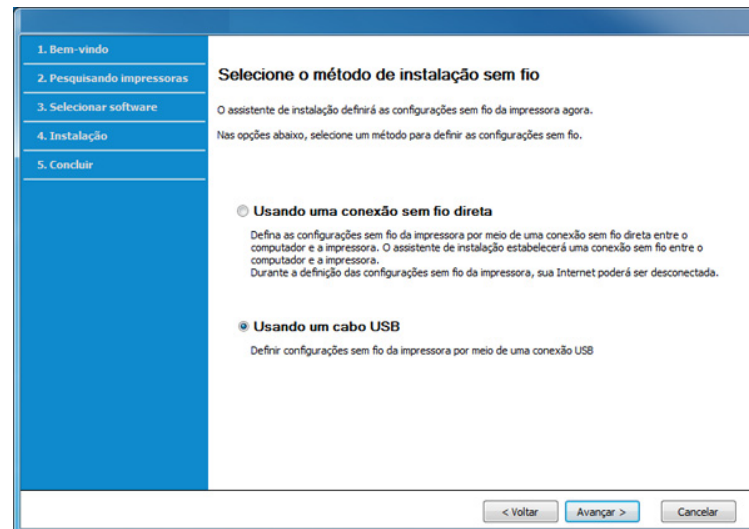 1. Bem-vindo
2. Pesquisando impressoras
3. Selecionar software
4. Instalação
5. Concluir
Selecione o método de instalação sem fio
O assistente de instalação definirá as configurações sem fio da impressora agora.
Nas opções abaixo, selecione um método para definir as configurações sem fio.
Usando uma conexão sem fio direta
Defina as configurações sem fio da impressora por meio de uma conexão sem fio direta entre o
computador e a impressora. O assistente de instalação estabelecerá uma conexão sem fio entre o
computador e a impressora.
Durante a definição das configurações sem fio da impressora, sua Internet poderá ser desconectada.
Usando um cabo USB
Definir configurações sem fio da impressora por meio de uma conexão USB
< Voltar
Avançar >
Cancelar